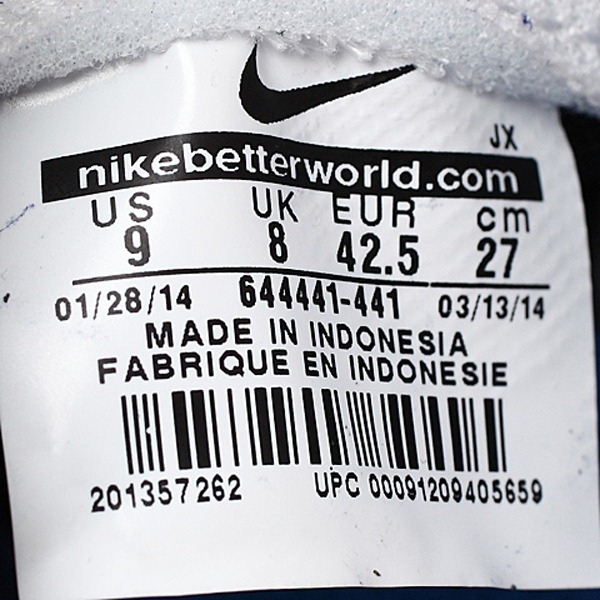 JX
nikebetterworld.com
US UK EUR cm
9 8 42.5 27
01/28/14 644441-441 03/13/14
MADE IN INDONESIA
FABRIQUE EN INDONESIE
201357262 UPC 00091209405659